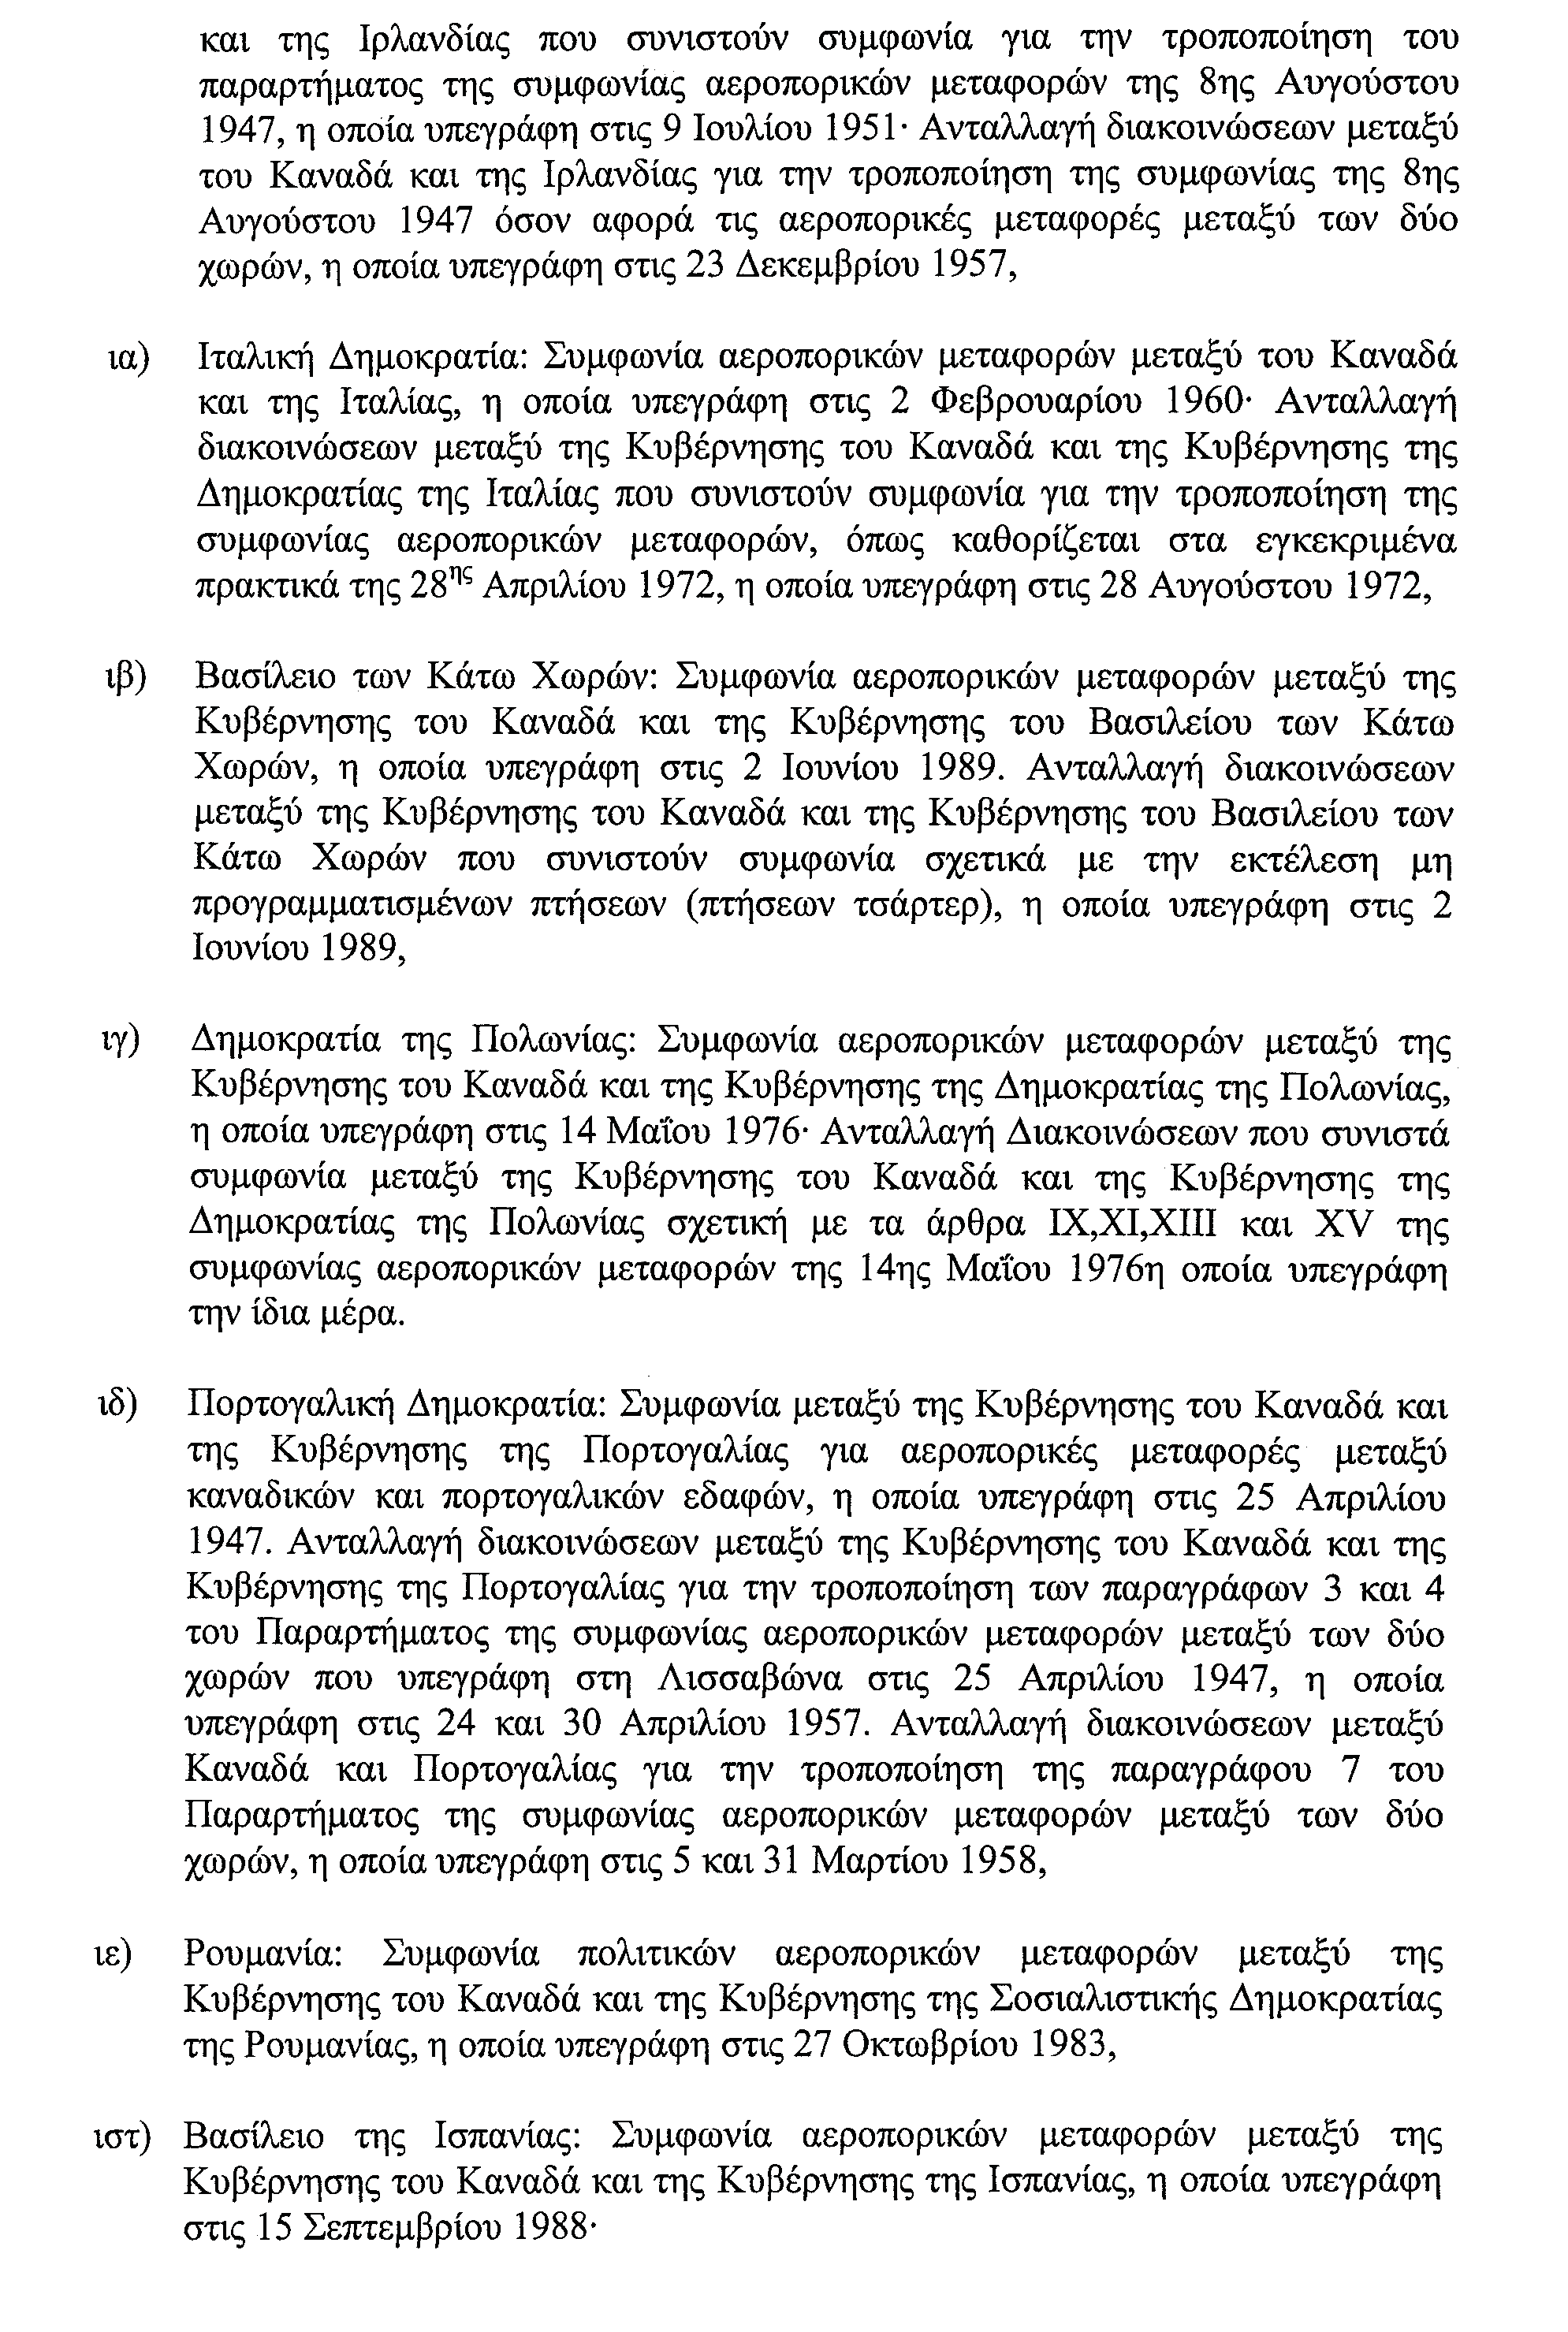 και της Ιρλανδίας που συνιστούν συμφωνία για την τροποποίηση του
παραρτήματος της συμφωνίας αεροπορικών μεταφορών της 8ης Αυγούστου
1947, η οποία υπεγράφη στις 9 Ιουλίου 1951· Ανταλλαγή διακοινώσεων μεταξύ
του Καναδά και της Ιρλανδίας για την τροποποίηση της συμφωνίας της 8ης
Αυγούστου 1947 όσον αφορά τις αεροπορικές μεταφορές μεταξύ των δύο
χωρών, η οποία υπεγράφη στις 23 Δεκεμβρίου 1957,
ια) Ιταλική Δημοκρατία: Συμφωνία αεροπορικών μεταφορών μεταξύ του Καναδά
και της Ιταλίας, η οποία υπεγράφη στις 2 Φεβρουαρίου 1960· Ανταλλαγή
διακοινώσεων μεταξύ της Κυβέρνησης του Καναδά και της Κυβέρνησης της
Δημοκρατίας της Ιταλίας που συνιστούν συμφωνία για την τροποποίηση της
συμφωνίας αεροπορικών μεταφορών, όπως καθορίζεται στα εγκεκριμένα
πρακτικά της 28ης Απριλίου 1972, η οποία υπεγράφη στις 28 Αυγούστου 1972,
ιβ) Βασίλειο των Κάτω Χωρών: Συμφωνία αεροπορικών μεταφορών μεταξύ της
Κυβέρνησης του Καναδά και της Κυβέρνησης του Βασιλείου των Κάτω
Χωρών, η οποία υπεγράφη στις 2 Ιουνίου 1989. Ανταλλαγή διακοινώσεων
μεταξύ της Κυβέρνησης του Καναδά και της Κυβέρνησης του Βασιλείου των
Κάτω Χωρών που συνιστούν συμφωνία σχετικά με την εκτέλεση μη
προγραμματισμένων πτήσεων (πτήσεων τσάρτερ), η οποία υπεγράφη στις 2
Ιουνίου 1989,
ιγ) Δημοκρατία της Πολωνίας: Συμφωνία αεροπορικών μεταφορών μεταξύ της
Κυβέρνησης του Καναδά και της Κυβέρνησης της Δημοκρατίας της Πολωνίας,
η οποία υπεγράφη στις 14 Μαΐου 1976· Ανταλλαγή Διακοινώσεων που συνιστά
συμφωνία μεταξύ της Κυβέρνησης του Καναδά και της Κυβέρνησης της
Δημοκρατίας της Πολωνίας σχετική με τα άρθρα IX,XI,XIII και XV της
συμφωνίας αεροπορικών μεταφορών της 14ης Μαΐου 1976η οποία υπεγράφη
την ίδια μέρα.
ιδ) Πορτογαλική Δημοκρατία: Συμφωνία μεταξύ της Κυβέρνησης του Καναδά και
της Κυβέρνησης της Πορτογαλίας για αεροπορικές μεταφορές μεταξύ
καναδικών και πορτογαλικών εδαφών, η οποία υπεγράφη στις 25 Απριλίου
1947. Ανταλλαγή διακοινώσεων μεταξύ της Κυβέρνησης του Καναδά και της
Κυβέρνησης της Πορτογαλίας για την τροποποίηση των παραγράφων 3 και 4
του Παραρτήματος της συμφωνίας αεροπορικών μεταφορών μεταξύ των δύο
χωρών που υπεγράφη στη Λισσαβώνα στις 25 Απριλίου 1947, η οποία
υπεγράφη στις 24 και 30 Απριλίου 1957. Ανταλλαγή διακοινώσεων μεταξύ
Καναδά και Πορτογαλίας για την τροποποίηση της παραγράφου 7 του
Παραρτήματος της συμφωνίας αεροπορικών μεταφορών μεταξύ των δύο
χωρών, η οποία υπεγράφη στις 5 και 31 Μαρτίου 1958,
ιε) Ρουμανία: Συμφωνία πολιτικών αεροπορικών μεταφορών μεταξύ της
Κυβέρνησης του Καναδά και της Κυβέρνησης της Σοσιαλιστικής Δημοκρατίας
της Ρουμανίας, η οποία υπεγράφη στις 27 Οκτωβρίου 1983,
ιστ) Βασίλειο της Ισπανίας: Συμφωνία αεροπορικών μεταφορών μεταξύ της
Κυβέρνησης του Καναδά και της Κυβέρνησης της Ισπανίας, η οποία υπεγράφη
στις 15 Σεπτεμβρίου 1988·